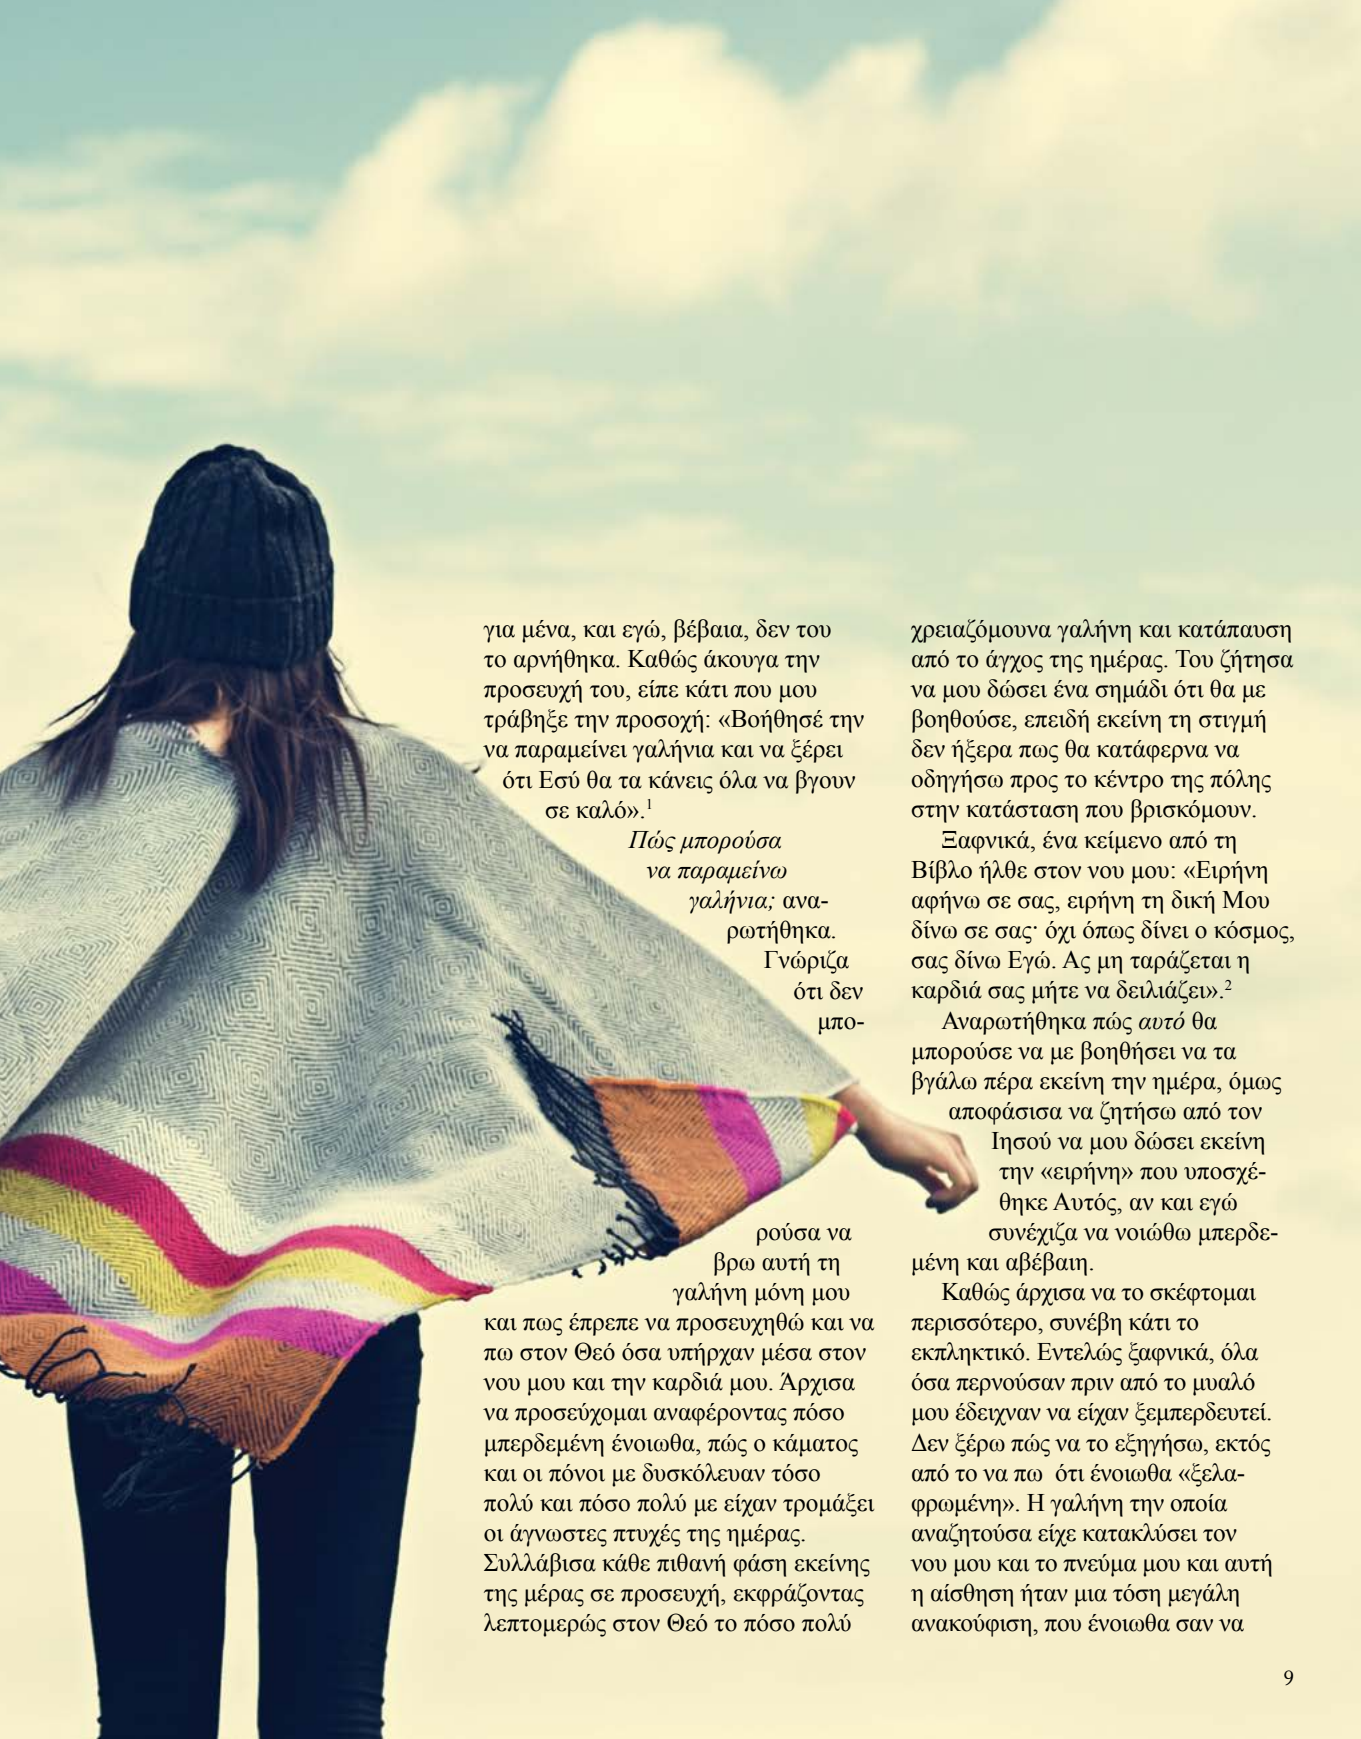 για μένα, και εγώ, βέβαια, δεν του
το αρνήθηκα. Καθώς άκουγα την
προσευχή του, είπε κάτι που μου
τράβηξε την προσοχή: «Βοήθησέ την
να παραμείνει γαλήνια και να ξέρει
ότι Εσύ θα τα κάνεις όλα να βγουν
σε καλό».1
Πώς μπορούσα
να παραμείνω
γαλήνια; ανα-
ρωτήθηκα.
Γνώριζα
ότι δεν
μπο-
ρούσα να
βρω αυτή τη
γαλήνη μόνη μου
και πως έπρεπε να προσευχηθώ και να
πω στον Θεό όσα υπήρχαν μέσα στον
νου μου και την καρδιά μου. Άρχισα
να προσεύχομαι αναφέροντας πόσο
μπερδεμένη ένοιωθα, πώς ο κάματος
και οι πόνοι με δυσκόλευαν τόσο
πολύ και πόσο πολύ με είχαν τρομάξει
οι άγνωστες πτυχές της ημέρας.
Συλλάβισα κάθε πιθανή φάση εκείνης
της μέρας σε προσευχή, εκφράζοντας
λεπτομερώς στον Θεό το πόσο πολύ
χρειαζόμουνα γαλήνη και κατάπαυση
από το άγχος της ημέρας. Του ζήτησα
να μου δώσει ένα σημάδι ότι θα με
βοηθούσε, επειδή εκείνη τη στιγμή
δεν ήξερα πως θα κατάφερνα να
οδηγήσω προς το κέντρο της πόλης
στην κατάσταση που βρισκόμουν.
Ξαφνικά, ένα κείμενο από τη
Βίβλο ήλθε στον νου μου: «Ειρήνη
αφήνω σε σας, ειρήνη τη δική Μου
δίνω σε σας· όχι όπως δίνει ο κόσμος,
σας δίνω Εγώ. Ας μη ταράζεται η
καρδιά σας μήτε να δειλιάζει».2
Αναρωτήθηκα πώς αυτό θα
μπορούσε να με βοηθήσει να τα
βγάλω πέρα εκείνη την ημέρα, όμως
αποφάσισα να ζητήσω από τον
Ιησού να μου δώσει εκείνη
την «ειρήνη» που υποσχέ-
θηκε Αυτός, αν και εγώ
συνέχιζα να νοιώθω μπερδε-
μένη και αβέβαιη.
Καθώς άρχισα να το σκέφτομαι
περισσότερο, συνέβη κάτι το
εκπληκτικό. Εντελώς ξαφνικά, όλα
όσα περνούσαν πριν από το μυαλό
μου έδειχναν να είχαν ξεμπερδευτεί.
Δεν ξέρω πώς να το εξηγήσω, εκτός
από το να πω  ότι ένοιωθα «ξελα-
φρωμένη». Η γαλήνη την οποία
αναζητούσα είχε κατακλύσει τον
νου μου και το πνεύμα μου και αυτή
η αίσθηση ήταν μια τόση μεγάλη
ανακούφιση, που ένοιωθα σαν να
9